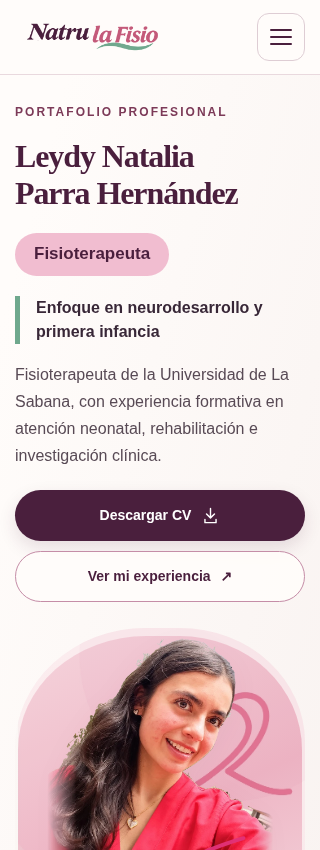 Natru la Fisio
PORTAFOLIO PROFESIONAL
Leydy Natalia
Parra Hernández
Fisioterapeuta
Enfoque en neurodesarrollo y
primera infancia
Fisioterapeuta de la Universidad de La
Sabana, con experiencia formativa en
atención neonatal, rehabilitación e
investigación clínica.
Descargar CV
Ver mi experiencia ↗